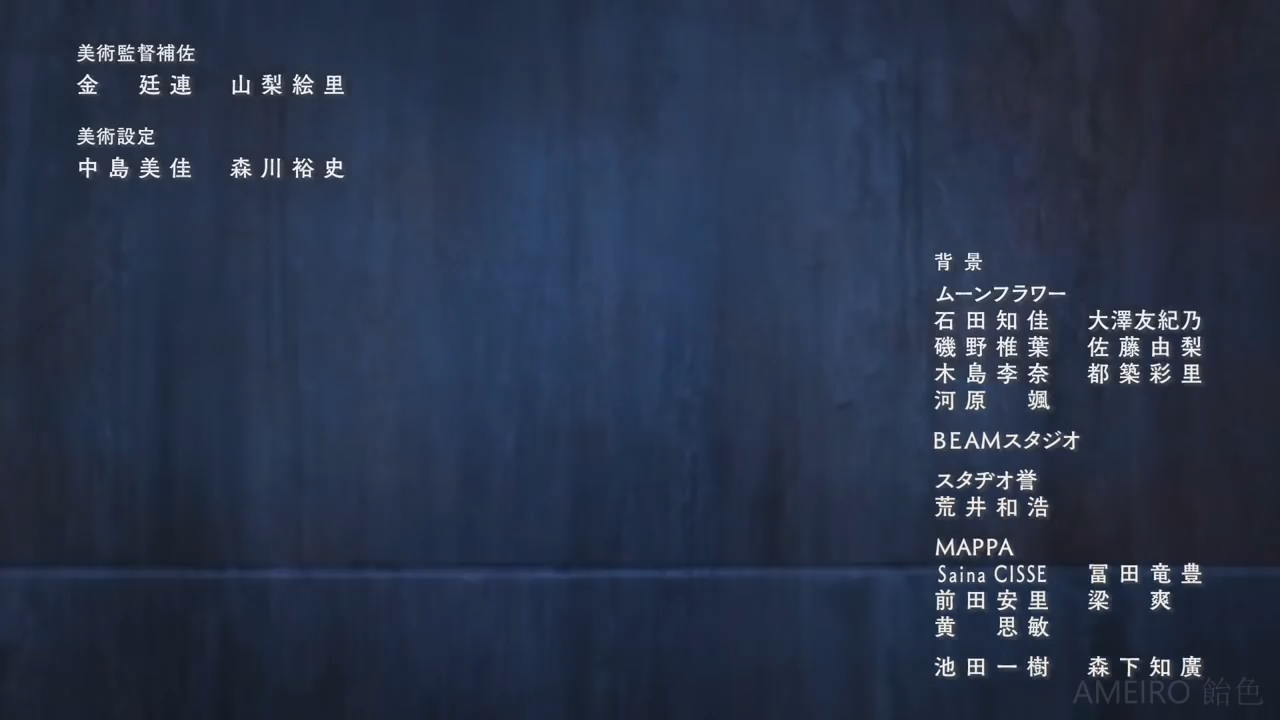 美術監督補佐
金 廷連 山梨絵里
美術設定
中島美佳 森川裕史
背景
ムーンフラワー
石田知佳 大澤友紀乃
磯野椎葉 佐藤由梨
木島李奈 都築彩里
河原 颯
BEAMスタジオ
スタヂオ誉
荒井和浩
MAPPA
Saina CISSE 冨田竜豊
前田安里 梁 爽
黄 思敏
池田一樹 森下知廣
AMEIRO 飴色